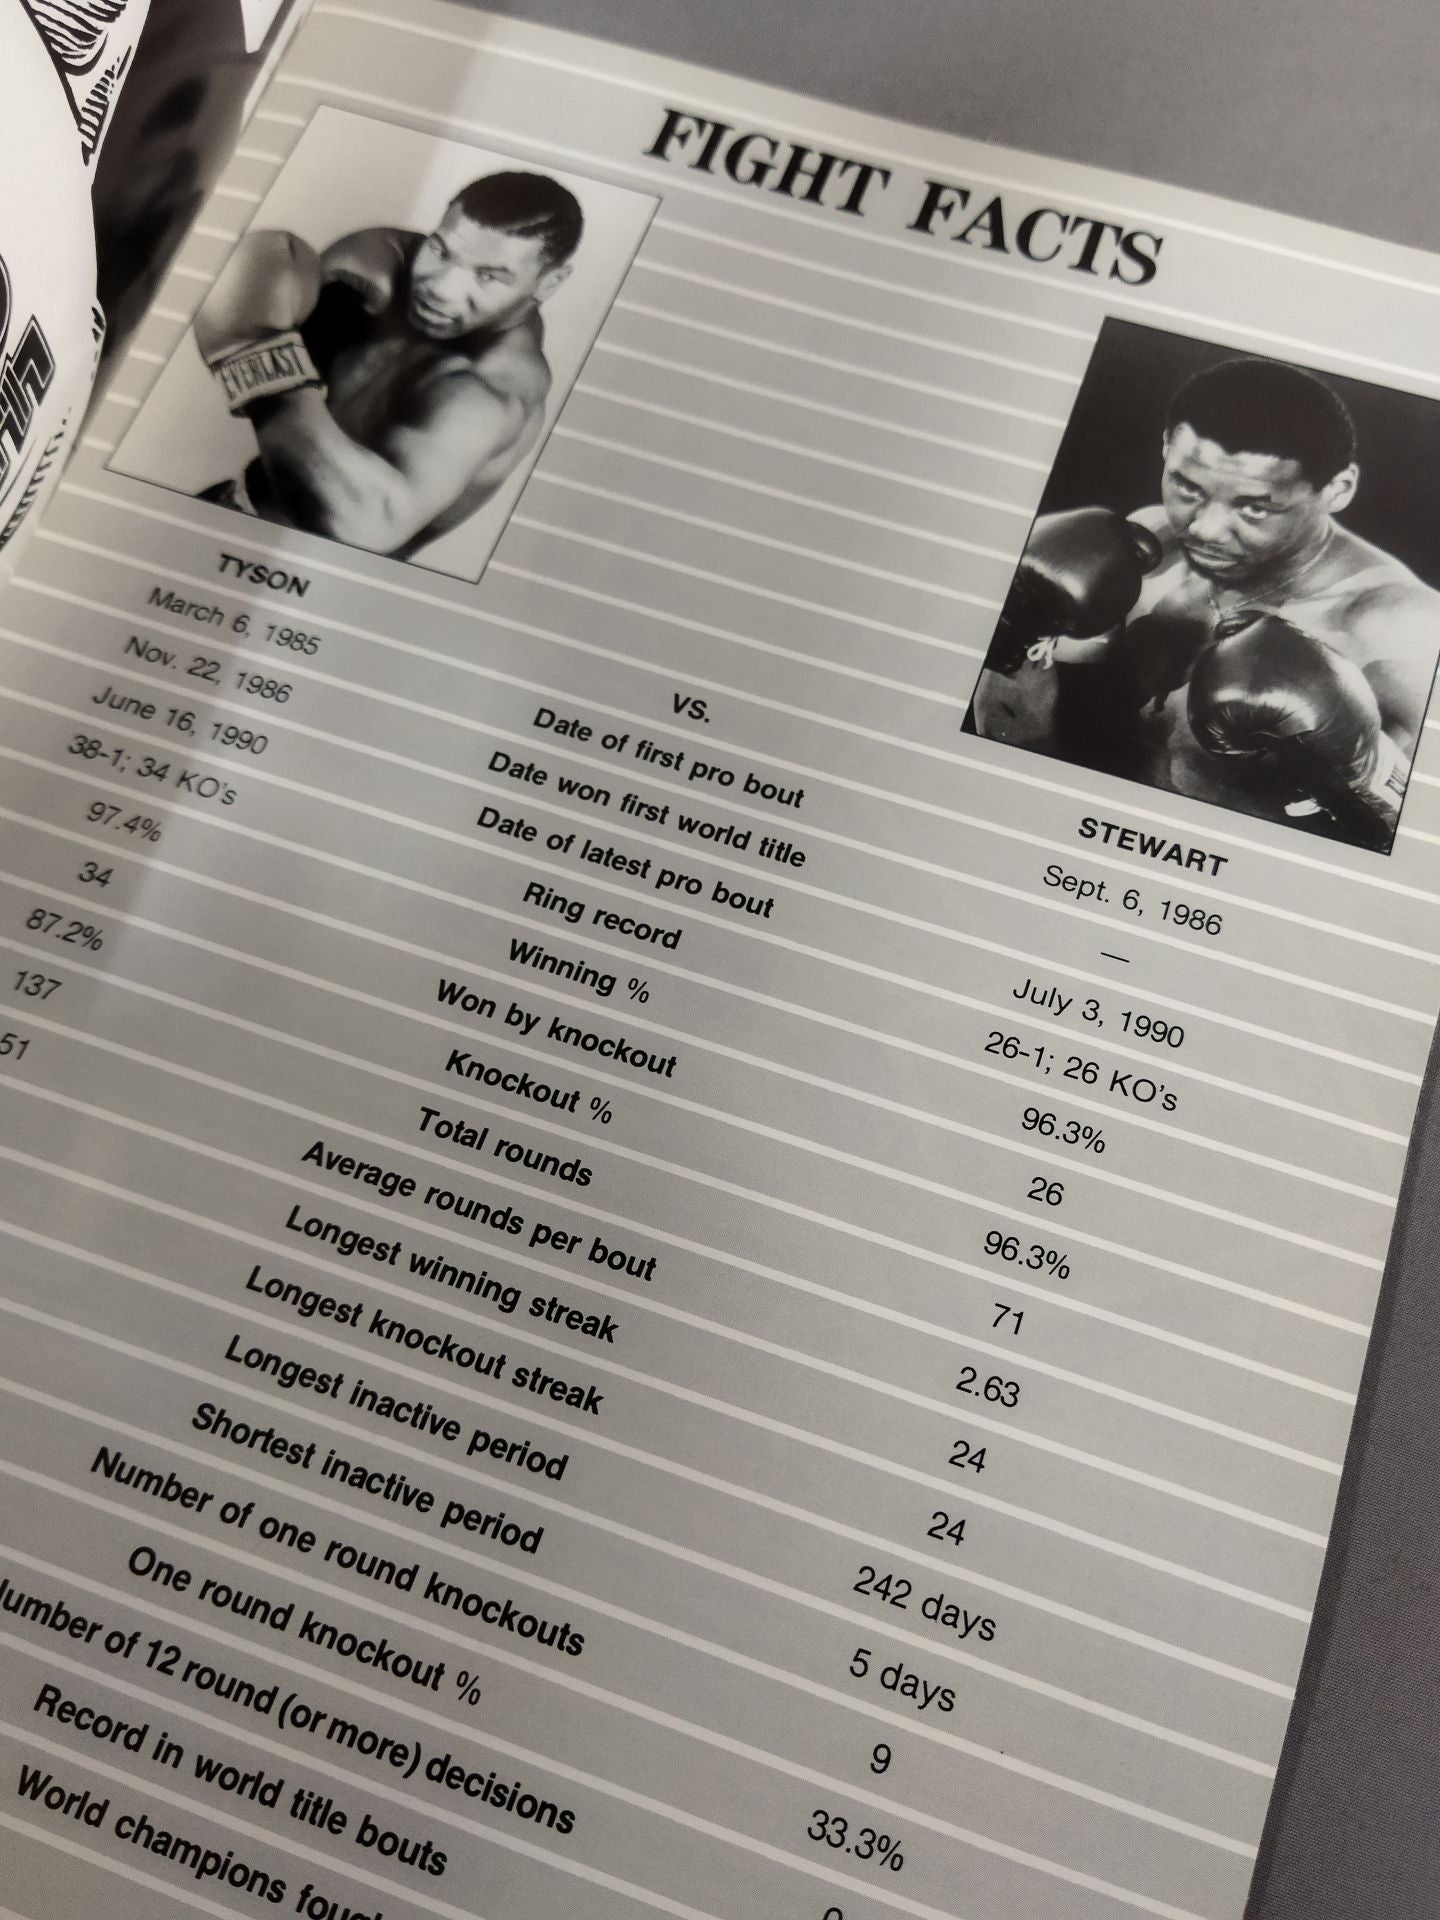 FIGHT FACTS
EVERLAST
TYSON VS. STEWART
March 6, 1985 Date of first pro bout Sept. 6, 1986
Nov. 22, 1986 Date won first world title —
June 16, 1990 Date of latest pro bout July 3, 1990
38-1; 34 KO's Ring record 26-1; 26 KO's
97.4% Winning % 96.3%
34 Won by knockout 26
87.2% Knockout % 96.3%
137 Total rounds 71
51 Average rounds per bout 2.63
Longest winning streak 24
Longest knockout streak 24
Longest inactive period 242 days
Shortest inactive period 5 days
Number of one round knockouts 9
One round knockout % 33.3%
umber of 12 round (or more) decisions 0
Record in world title bouts
World champions